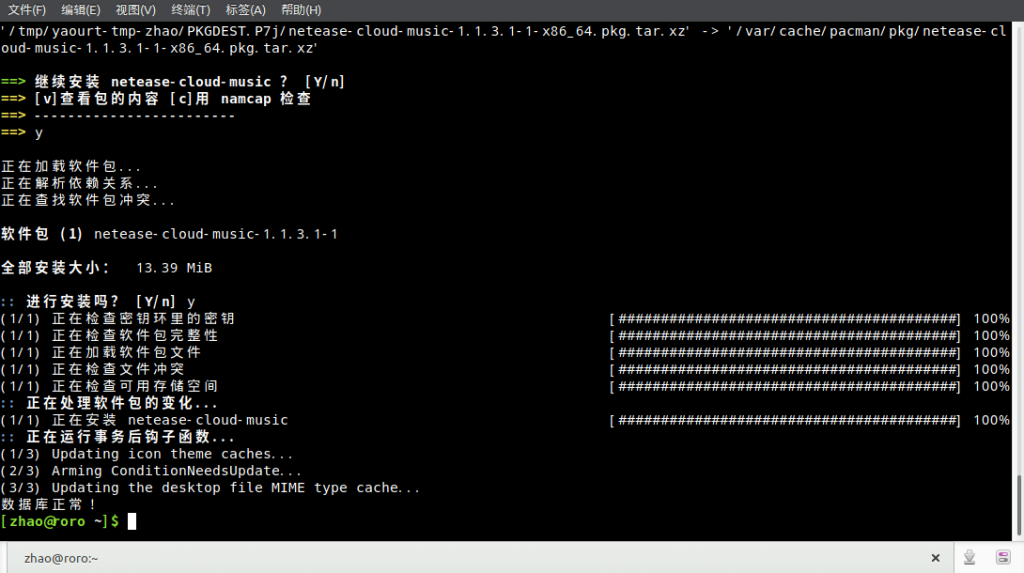 文件(F) 编辑(E) 视图(V) 终端(T) 标签(A) 帮助(H)
'/tmp/yaourt-tmp-zhao/PKGDEST.P7j/netease-cloud-music-1.1.3.1-1-x86_64.pkg.tar.xz' -> '/var/cache/pacman/pkg/netease-cl
oud-music-1.1.3.1-1-x86_64.pkg.tar.xz'
==> 继续安装 netease-cloud-music ? [Y/n]
==> [v]查看包的内容 [c]用 namcap 检查
==> ------------------------
==> y
正在加载软件包...
正在解析依赖关系...
正在查找软件包冲突...
软件包 (1) netease-cloud-music-1.1.3.1-1
全部安装大小： 13.39 MiB
:: 进行安装吗？ [Y/n] y
(1/1) 正在检查密钥环里的密钥 [########################################] 100%
(1/1) 正在检查软件包完整性 [########################################] 100%
(1/1) 正在加载软件包文件 [########################################] 100%
(1/1) 正在检查文件冲突 [########################################] 100%
(1/1) 正在检查可用存储空间 [########################################] 100%
:: 正在处理软件包的变化...
(1/1) 正在安装 netease-cloud-music [########################################] 100%
:: 正在运行事务后钩子函数...
(1/3) Updating icon theme caches...
(2/3) Arming ConditionNeedsUpdate...
(3/3) Updating the desktop file MIME type cache...
数据库正常！
[zhao@roro ~]$
zhao@roro:~